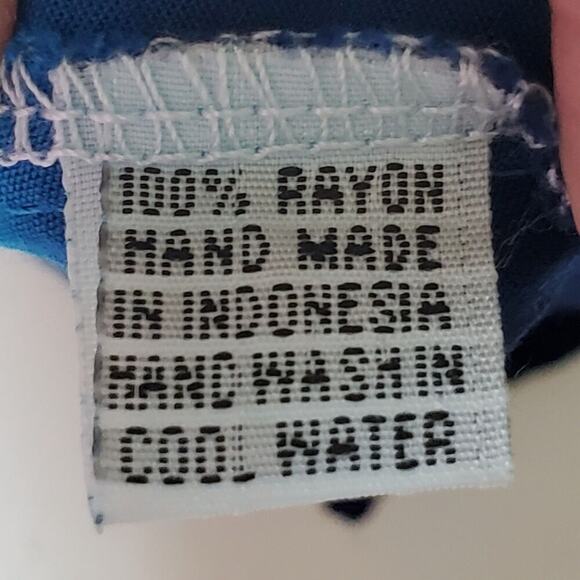 100% RAYON
HAND MADE
IN INDONESIA
HAND WASH IN
COOL WATER